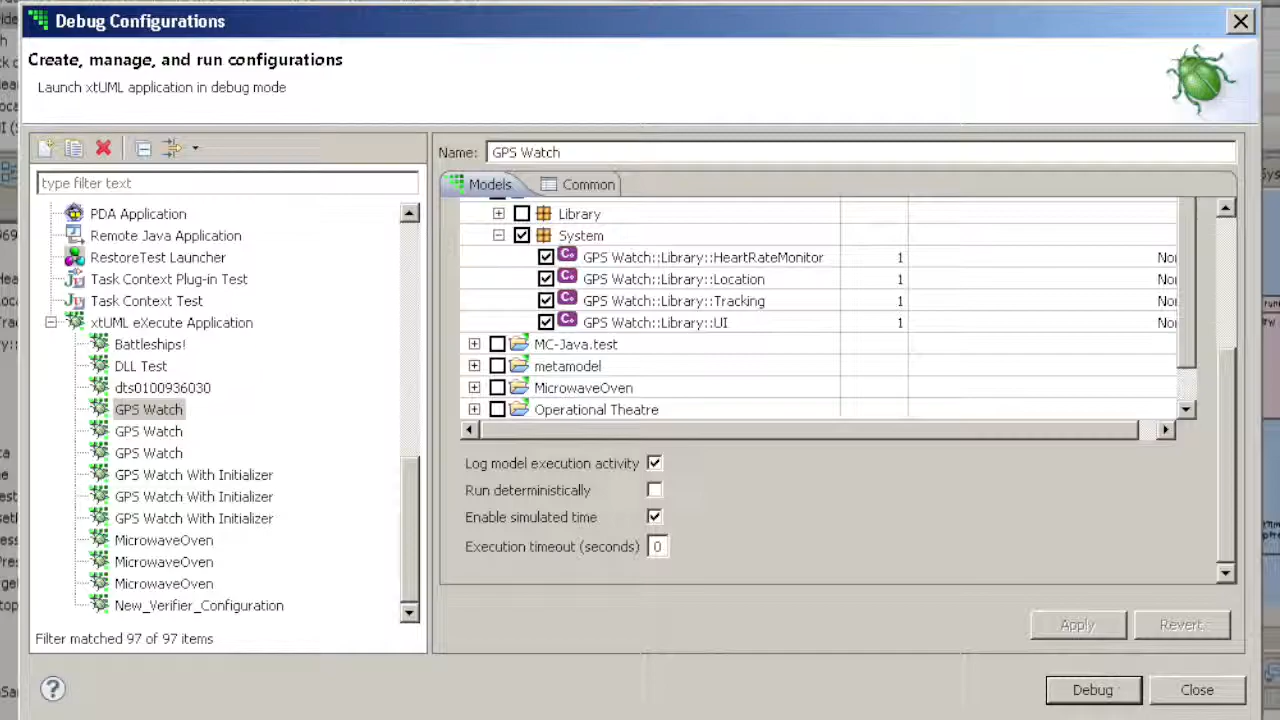 Debug Configurations
Create, manage, and run configurations
Launch xtUML application in debug mode
type filter text
PDA Application
Remote Java Application
RestoreTest Launcher
Task Context Plug-in Test
Task Context Test
xtUML eXecute Application
Battleships!
DLL Test
dts0100936030
GPS Watch
GPS Watch
GPS Watch
GPS Watch With Initializer
GPS Watch With Initializer
GPS Watch With Initializer
MicrowaveOven
MicrowaveOven
MicrowaveOven
New_Verifier_Configuration
Filter matched 97 of 97 items
Name: GPS Watch
Models Common
Library
System
GPS Watch::Library::HeartRateMonitor 1 Nor
GPS Watch::Library::Location 1 Nor
GPS Watch::Library::Tracking 1 Nor
GPS Watch::Library::UI 1 Nor
MC-Java.test
metamodel
MicrowaveOven
Operational Theatre
Log model execution activity
Run deterministically
Enable simulated time
Execution timeout (seconds) 0
Apply Revert
Debug Close